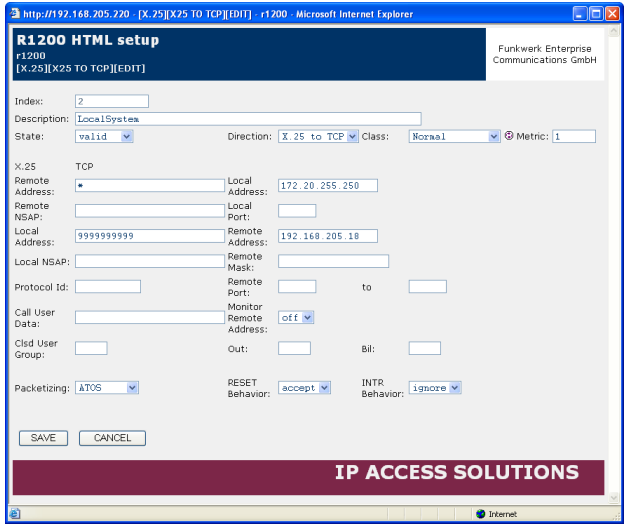 http://192.168.205.220 - [X.25][X25 TO TCP][EDIT] - r1200 - Microsoft Internet Explorer
R1200 HTML setup
r1200
[X.25][X25 TO TCP][EDIT]
Funkwerk Enterprise
Communications GmbH
Index: 2
Description: LocalSystem
State: valid Direction: X.25 to TCP Class: Normal Metric: 1
X.25 TCP
Remote Address: * Local Address: 172.20.255.250
Remote NSAP: Local Port:
Local Address: 9999999999 Remote Address: 192.168.205.18
Local NSAP: Remote Mask:
Protocol Id: Remote Port: to
Call User Data: Monitor Remote Address: off
Clsd User Group: Out: Bil:
Packetizing: ATOS RESET Behavior: accept INTR Behavior: ignore
SAVE CANCEL
IP ACCESS SOLUTIONS
Internet